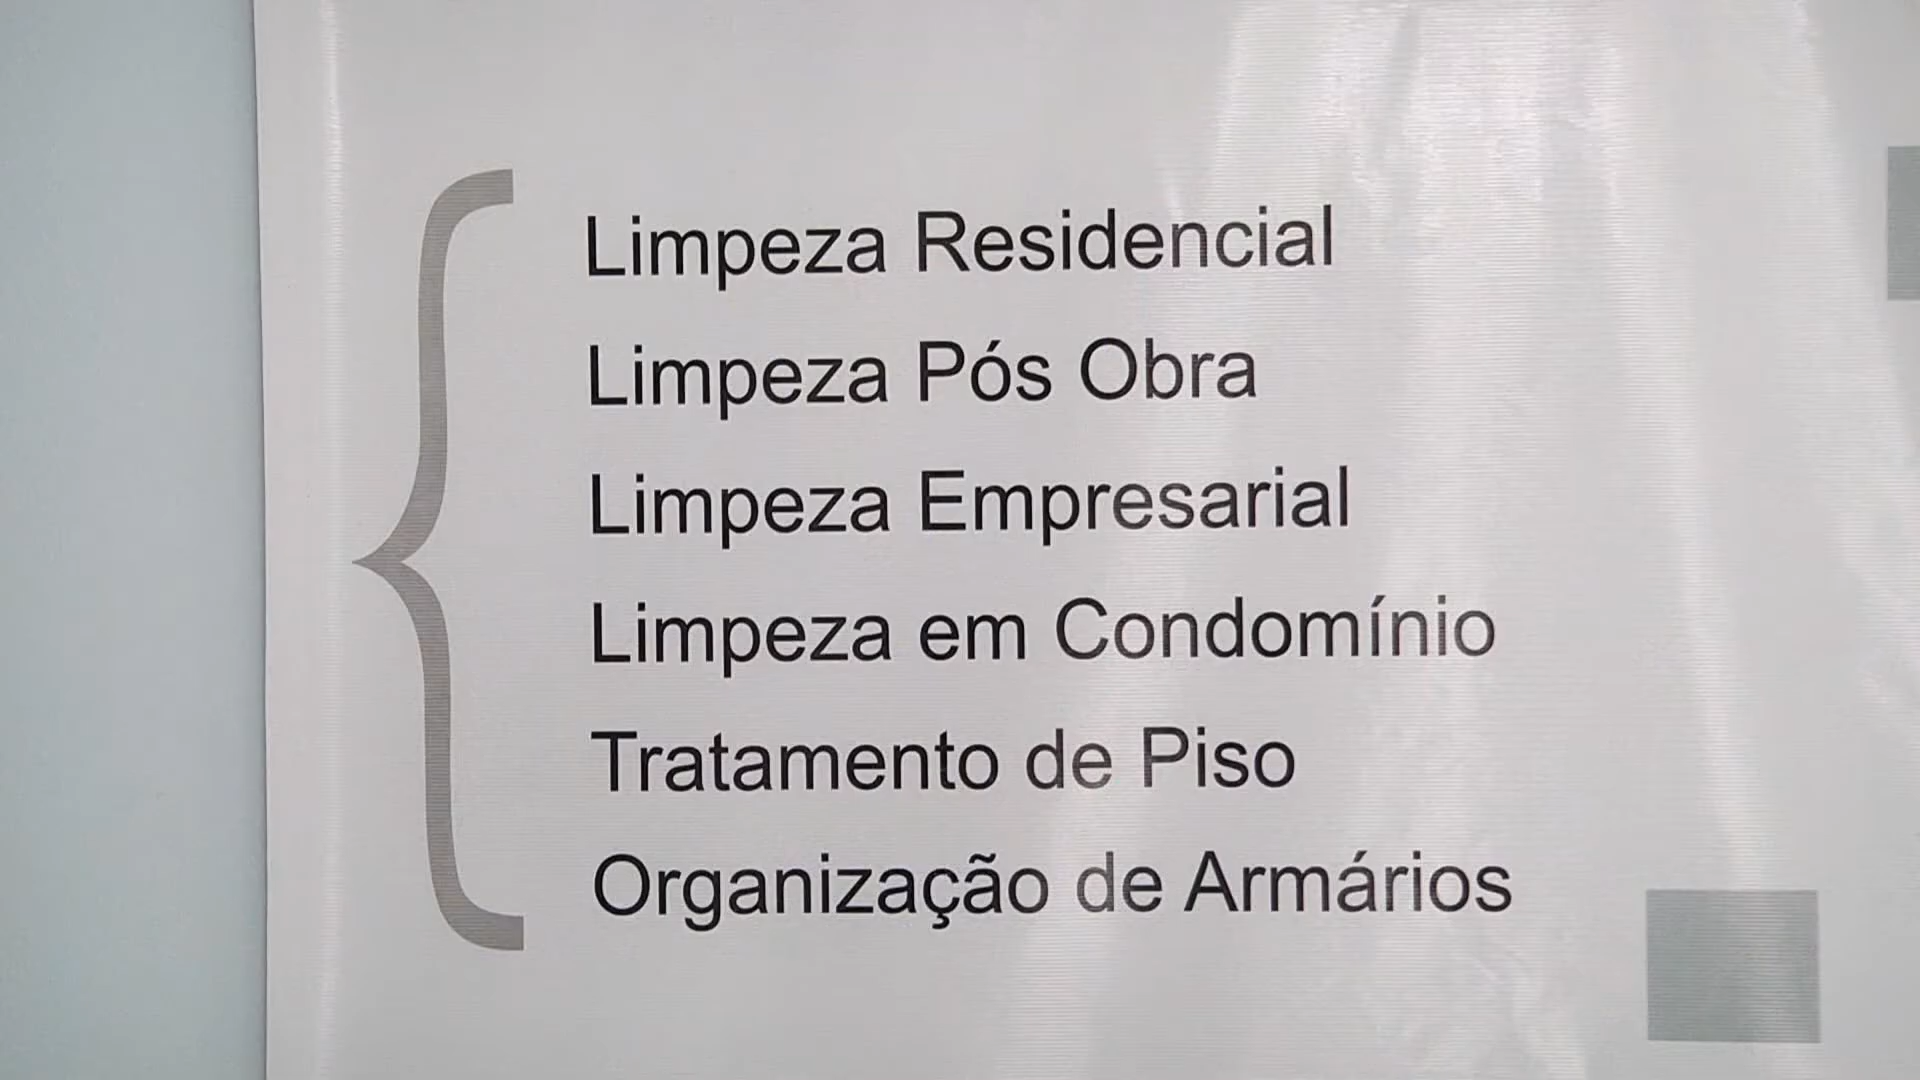 Limpeza Residencial
Limpeza Pós Obra
Limpeza Empresarial
Limpeza em Condomínio
Tratamento de Piso
Organização de Armários